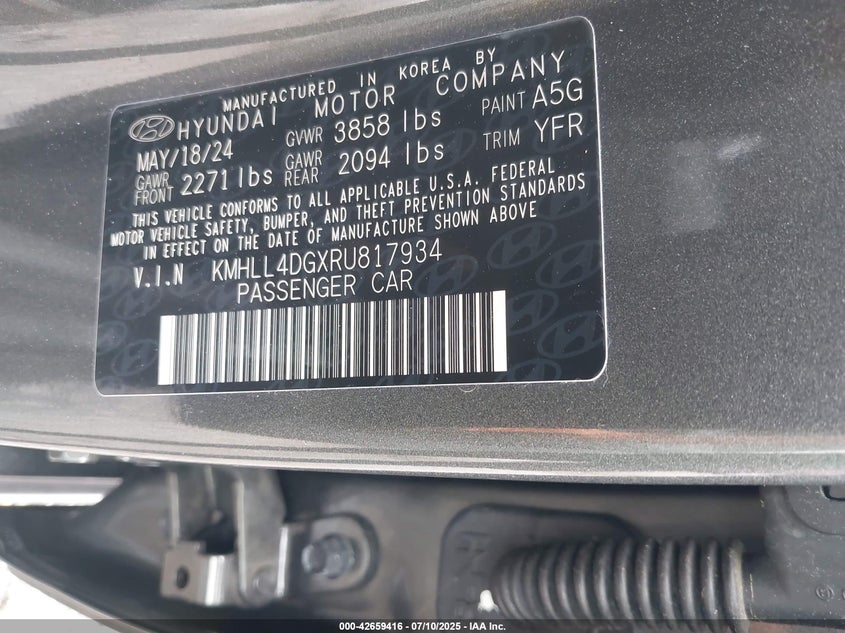 MANUFACTURED IN KOREA BY
HYUNDAI MOTOR COMPANY
MAY/18/24 GVWR 3858 lbs PAINT A5G
GAWR FRONT 2271 lbs GAWR REAR 2094 lbs TRIM YFR
THIS VEHICLE CONFORMS TO ALL APPLICABLE U.S.A. FEDERAL
MOTOR VEHICLE SAFETY, BUMPER, AND THEFT PREVENTION STANDARDS
IN EFFECT ON THE DATE OF MANUFACTURE SHOWN ABOVE
V.I.N KMHLL4DGXRU817934
PASSENGER CAR
000-42659416 - 07/10/2025 - IAA Inc.